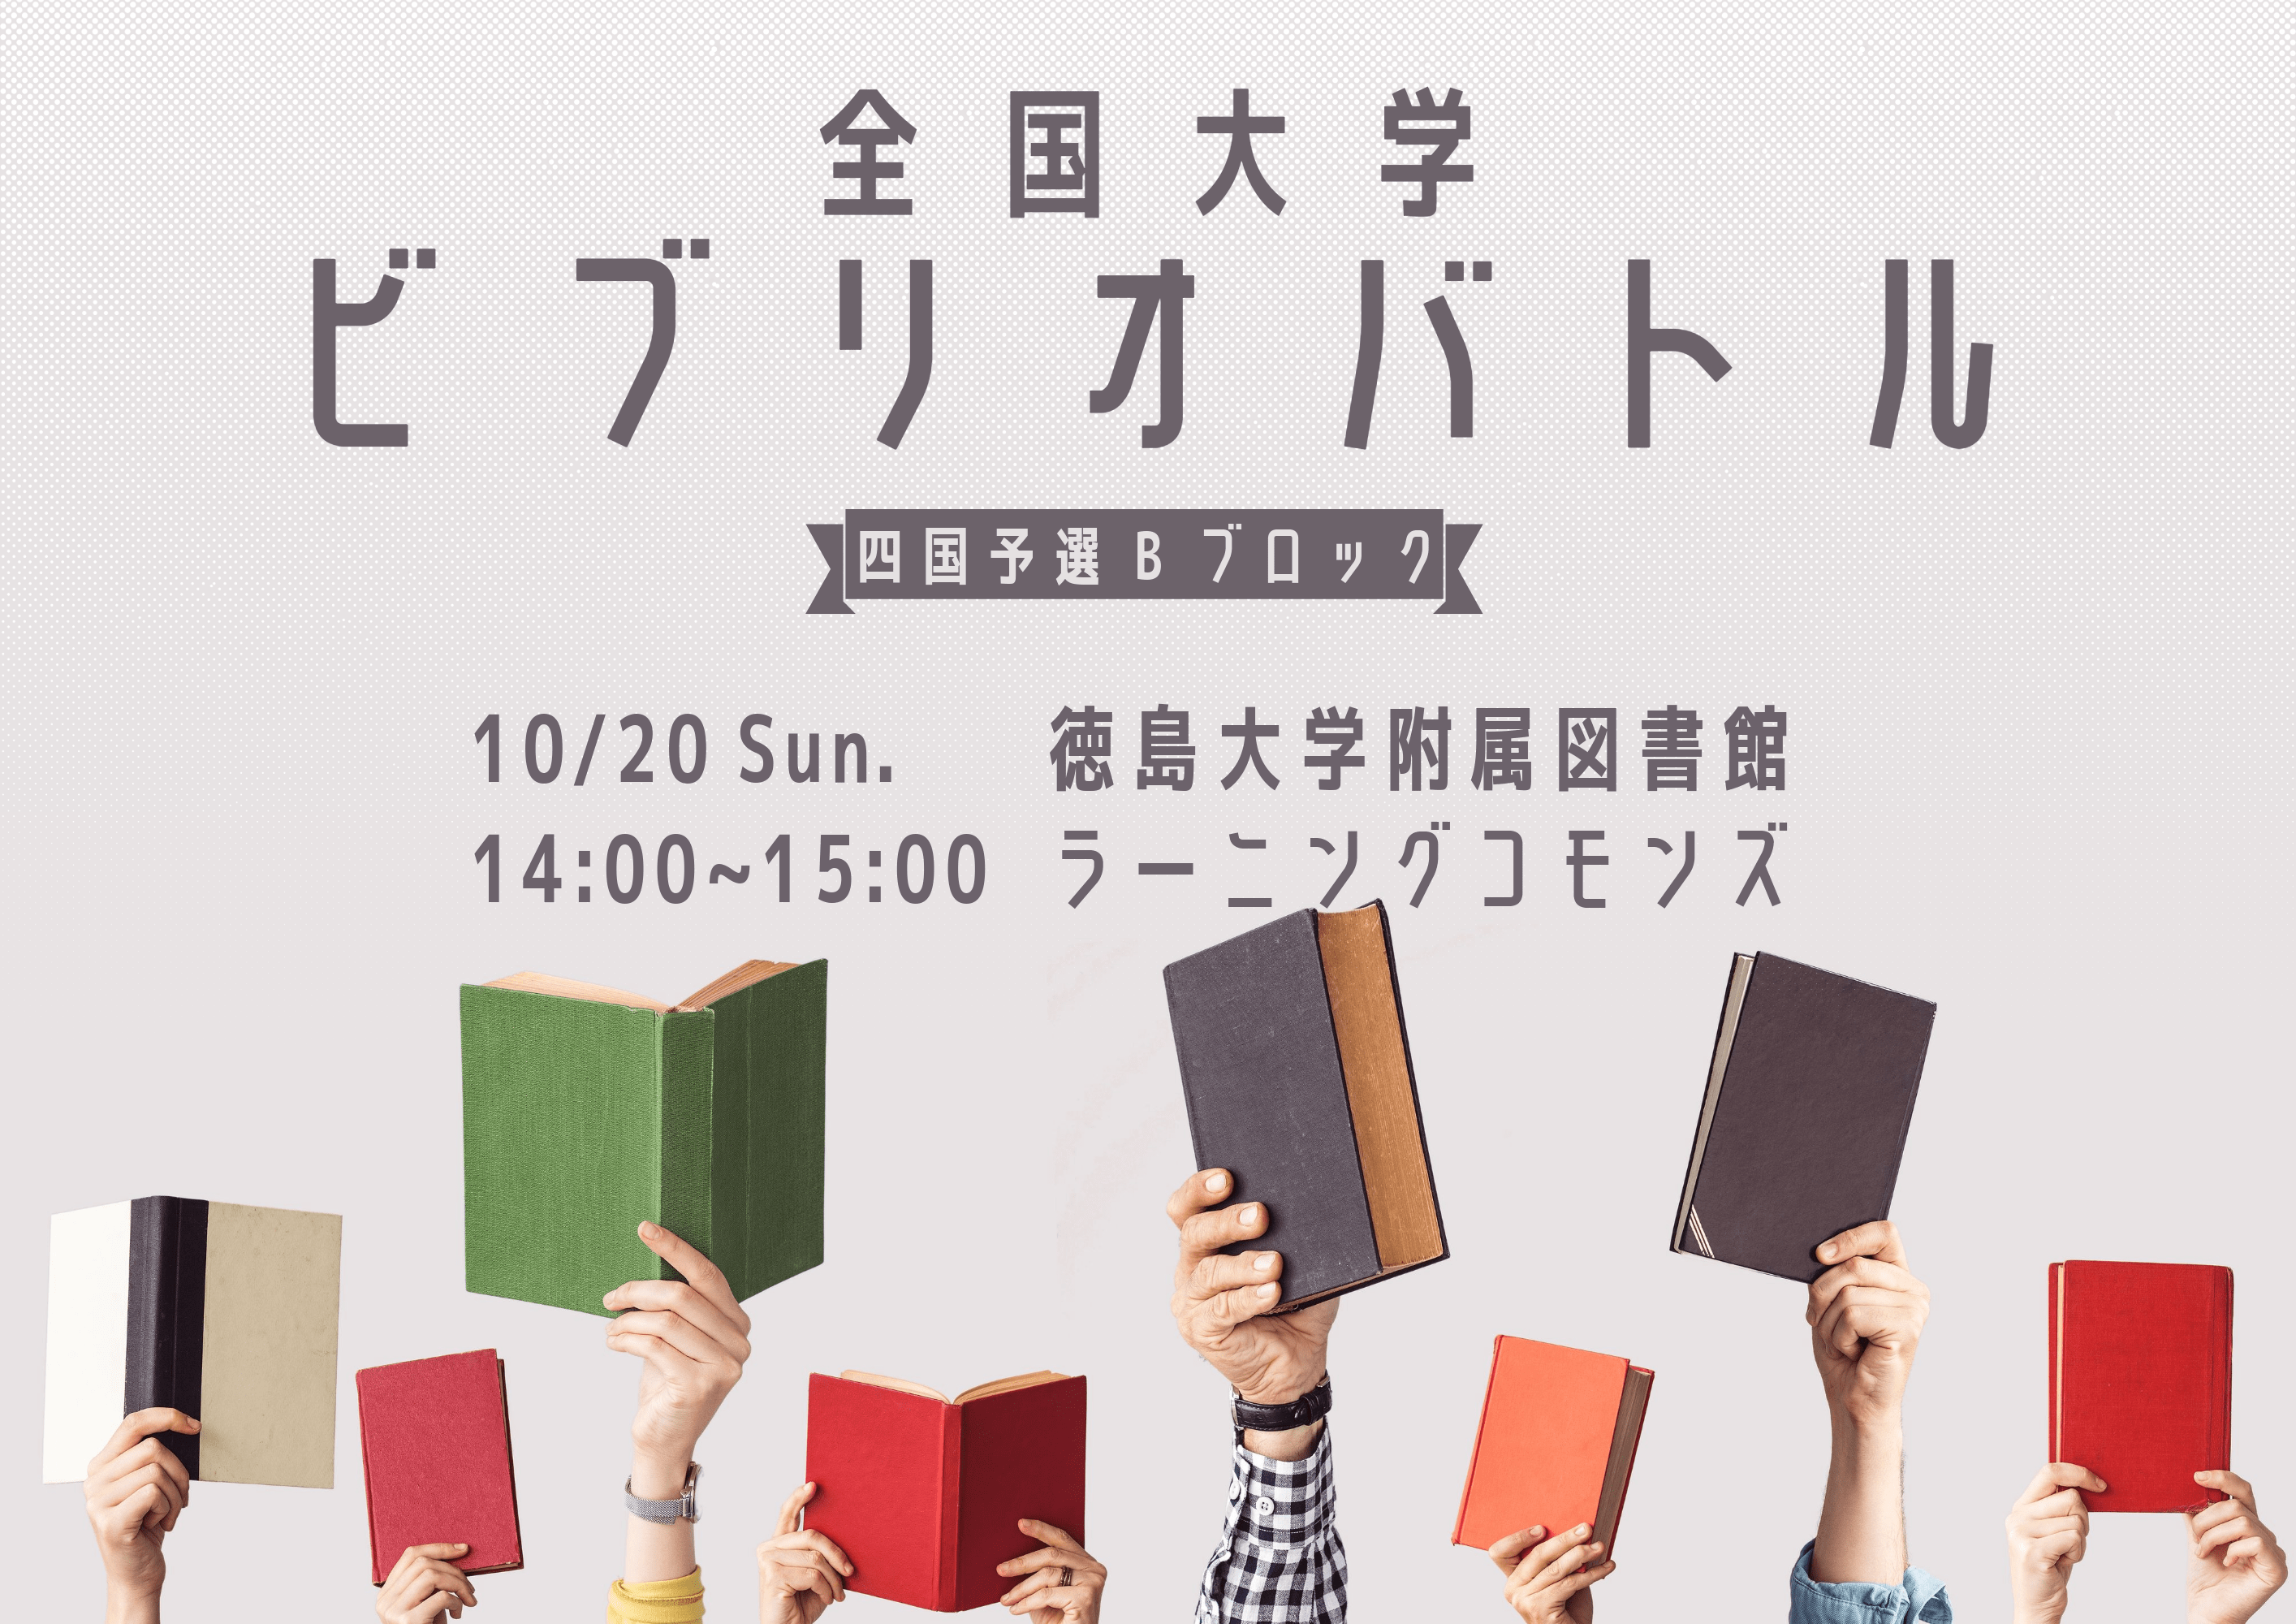 全国大学
ビブリオバトル
四国予選Bブロック
10/20 Sun.
14:00~15:00
徳島大学附属図書館
ラーニングコモンズ